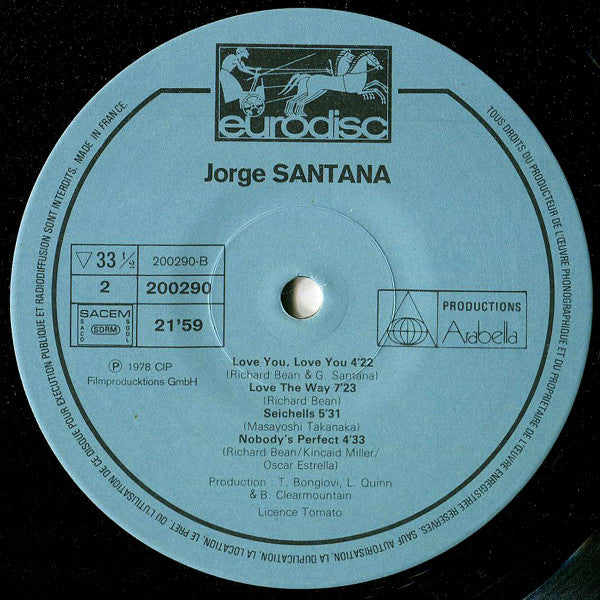 eurodisc
Jorge SANTANA
▽ 33 1/2
200290-B
2
200290
SACEM
SACD
SDRM
SGDL
21'59
Ⓟ 1978 CIP
Filmproducktions GmbH
PRODUCTIONS
Arabella
Love You, Love You 4'22
(Richard Bean & G. Santana)
Love The Way 7'23
(Richard Bean)
Seichells 5'31
(Masayoshi Takanaka)
Nobody's Perfect 4'33
(Richard Bean/Kincaid Miller/
Oscar Estrella)
Production : T. Bongiovi, L. Quinn
& B. Clearmountain
Licence Tomato
TOUS DROITS DU PRODUCTEUR DE L'ŒUVRE PHONOGRAPHIQUE ET DU PROPRIETAIRE DE L'ŒUVRE ENREGISTREE RESERVES. SAUF AUTORISATION, LA DUPLICATION, LA LOCATION, LE PRET, OU L'UTILISATION DE CE DISQUE POUR EXECUTION PUBLIQUE ET RADIODIFFUSION SONT INTERDITS. MADE IN FRANCE